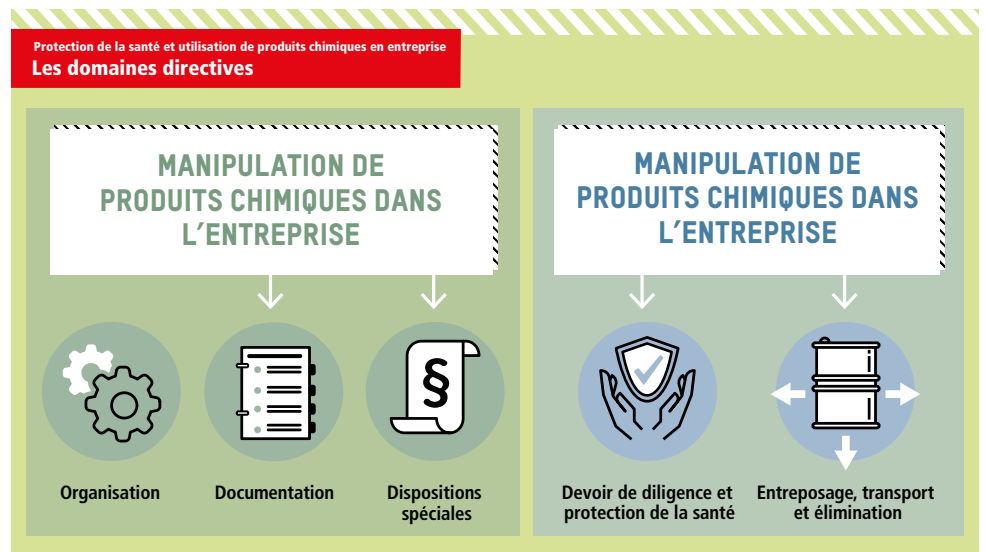 Protection de la santé et utilisation de produits chimiques en entreprise
Les domaines directives
MANIPULATION DE
PRODUITS CHIMIQUES DANS
L’ENTREPRISE
§
Organisation
Documentation
Dispositions
spéciales
MANIPULATION DE
PRODUITS CHIMIQUES DANS
L’ENTREPRISE
Devoir de diligence et
protection de la santé
Entreposage, transport
et élimination